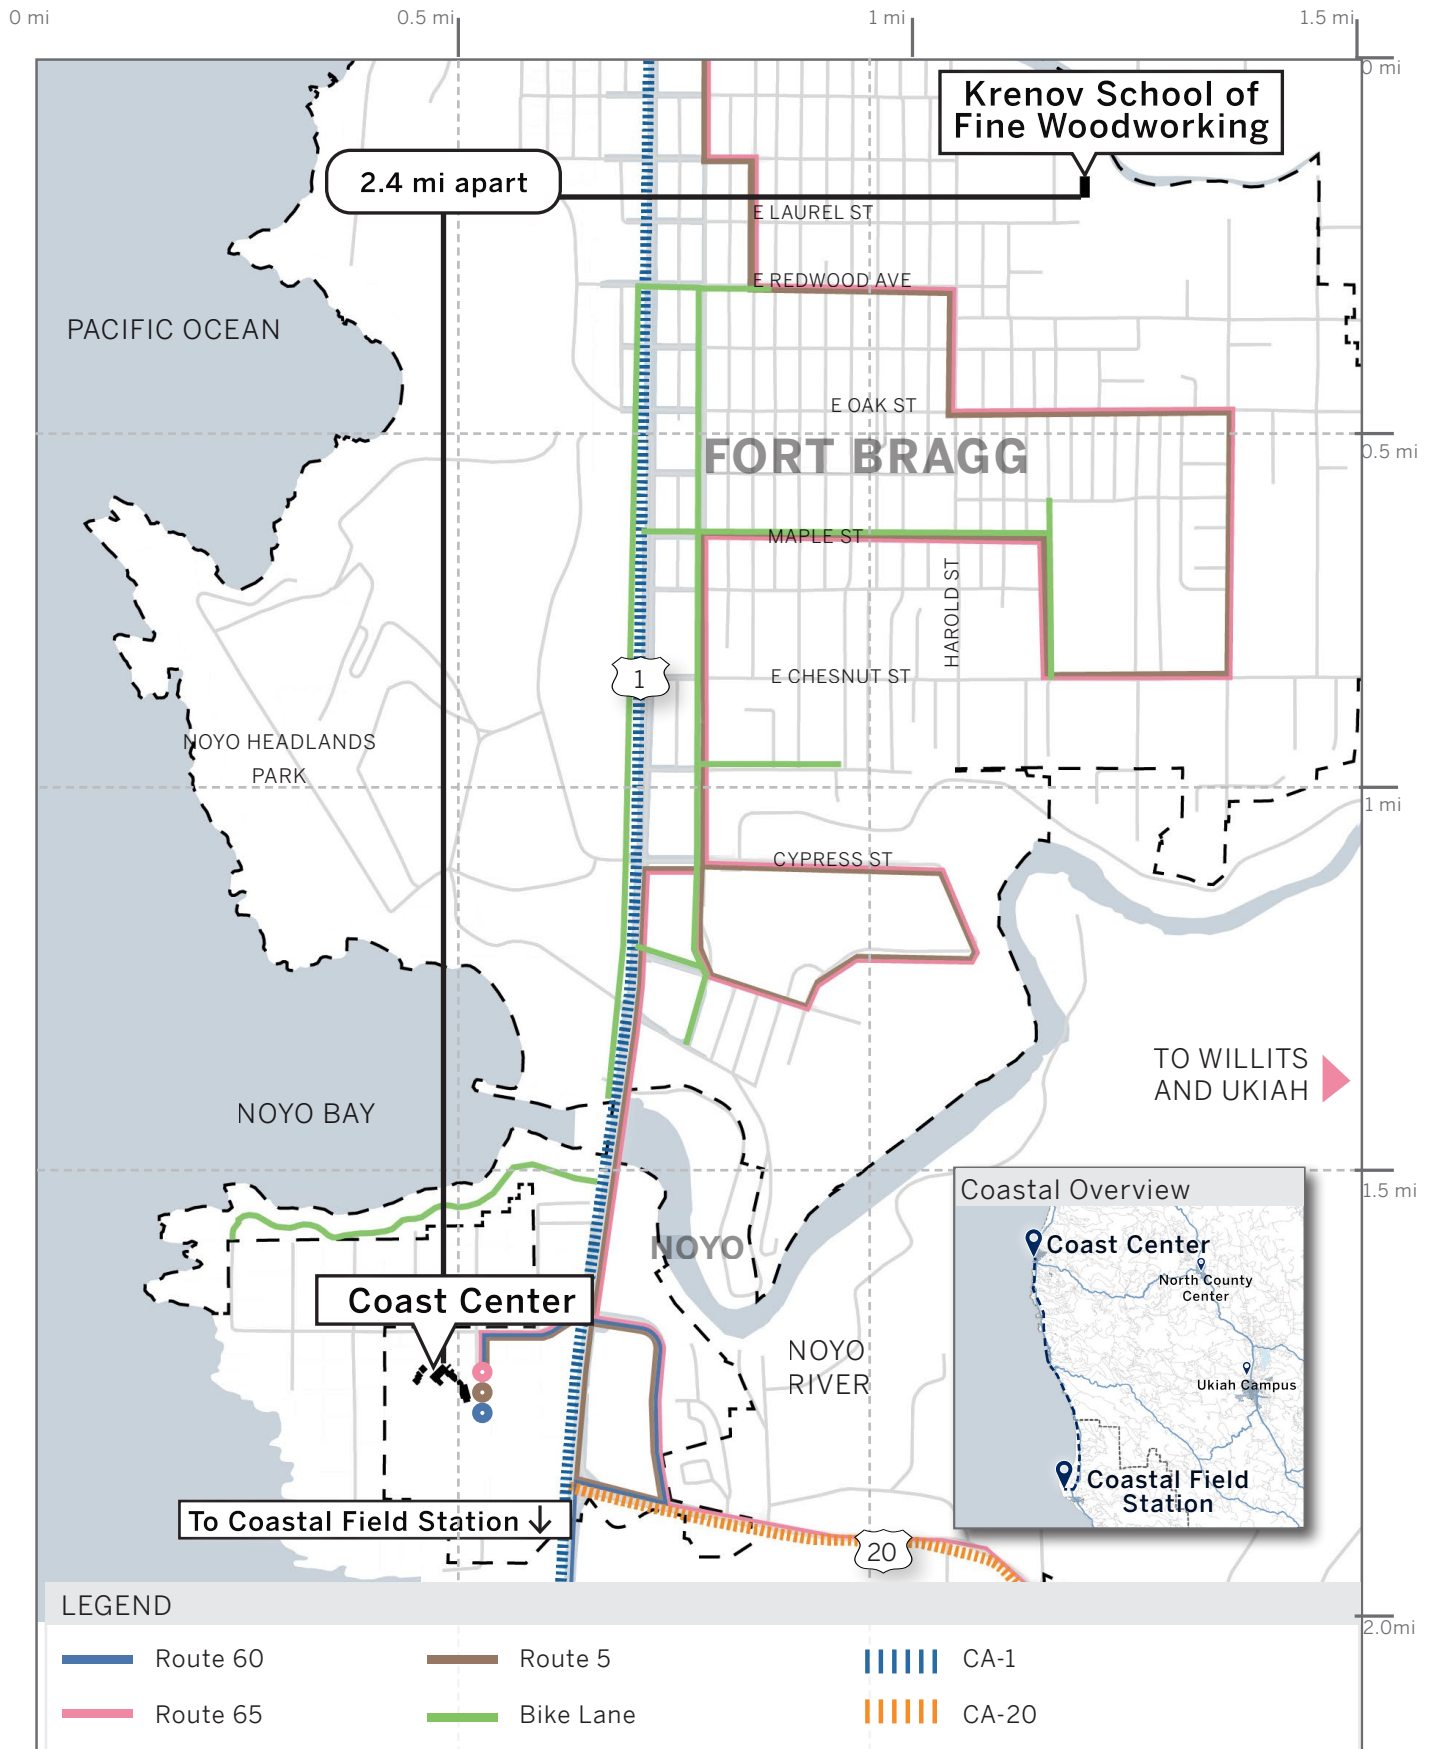 0 mi
0.5 mi
1 mi
1.5 mi
0 mi
Krenov School of
Fine Woodworking
2.4 mi apart
E LAUREL ST
E REDWOOD AVE
PACIFIC OCEAN
E OAK ST
FORT BRAGG
0.5 mi
MAPLE ST
HAROLD ST
1
E CHESNUT ST
NOYO HEADLANDS
PARK
1 mi
CYPRESS ST
TO WILLITS
AND UKIAH
NOYO BAY
1.5 mi
Coastal Overview
Coast Center
North County
Center
Ukiah Campus
Coastal Field
Station
NOYO
Coast Center
NOYO
RIVER
To Coastal Field Station ↓
20
LEGEND
2.0mi
Route 60
Route 5
CA-1
Route 65
Bike Lane
CA-20